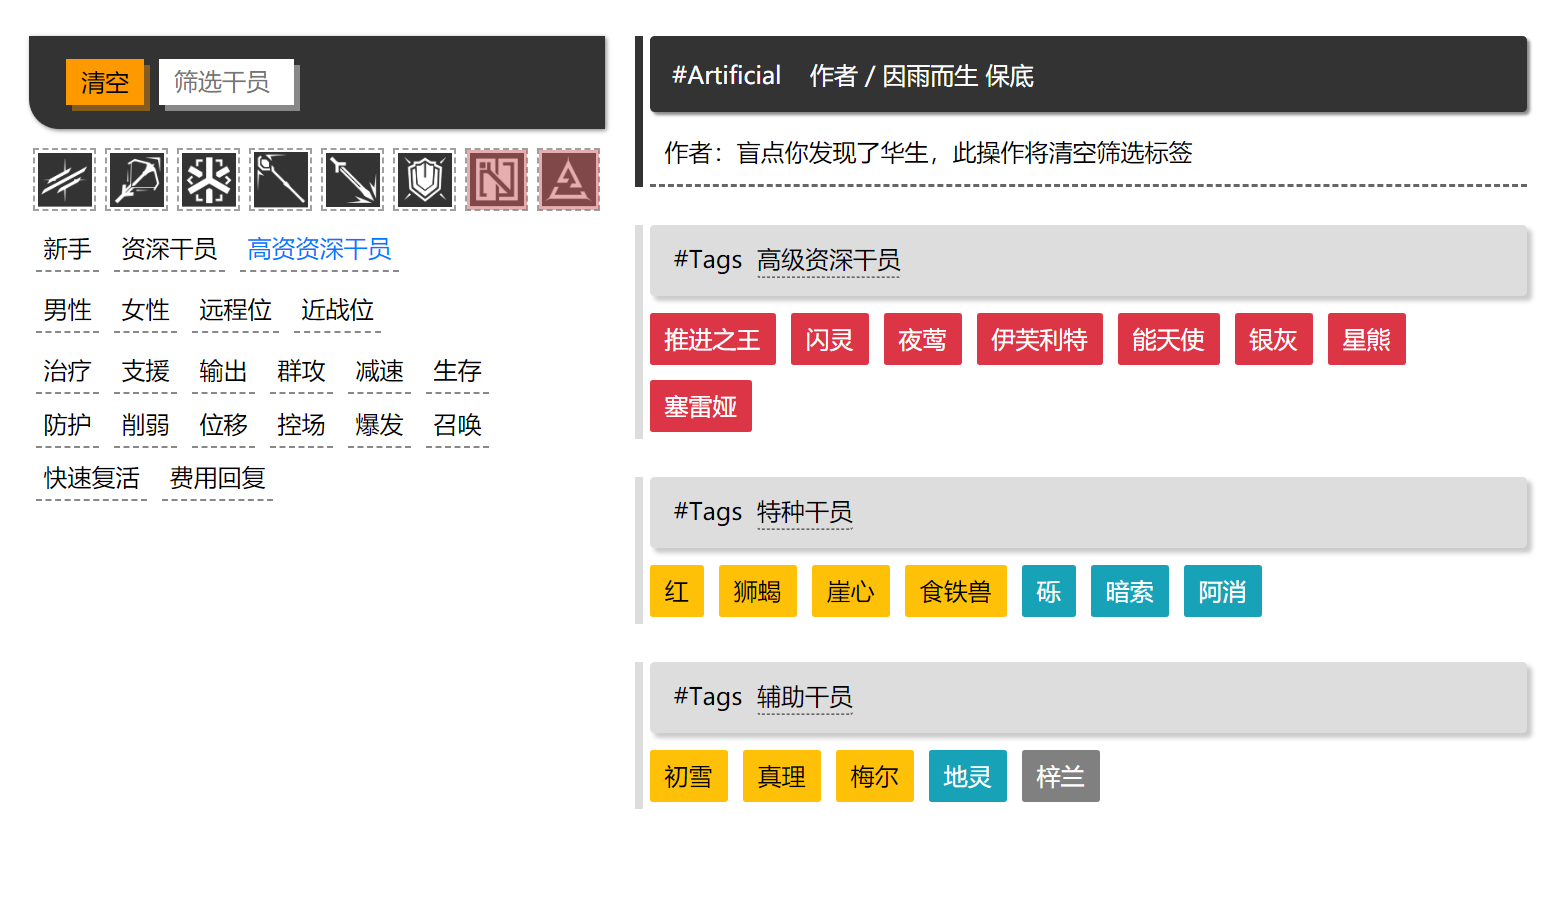 清空 筛选干员
新手 资深干员 高资资深干员
男性 女性 远程位 近战位
治疗 支援 输出 群攻 减速 生存
防护 削弱 位移 控场 爆发 召唤
快速复活 费用回复
#Artificial 作者 / 因雨而生 保底
作者：盲点你发现了华生，此操作将清空筛选标签
#Tags 高级资深干员
推进之王 闪灵 夜莺 伊芙利特 能天使 银灰 星熊
塞雷娅
#Tags 特种干员
红 狮蝎 崖心 食铁兽 砾 暗索 阿消
#Tags 辅助干员
初雪 真理 梅尔 地灵 梓兰